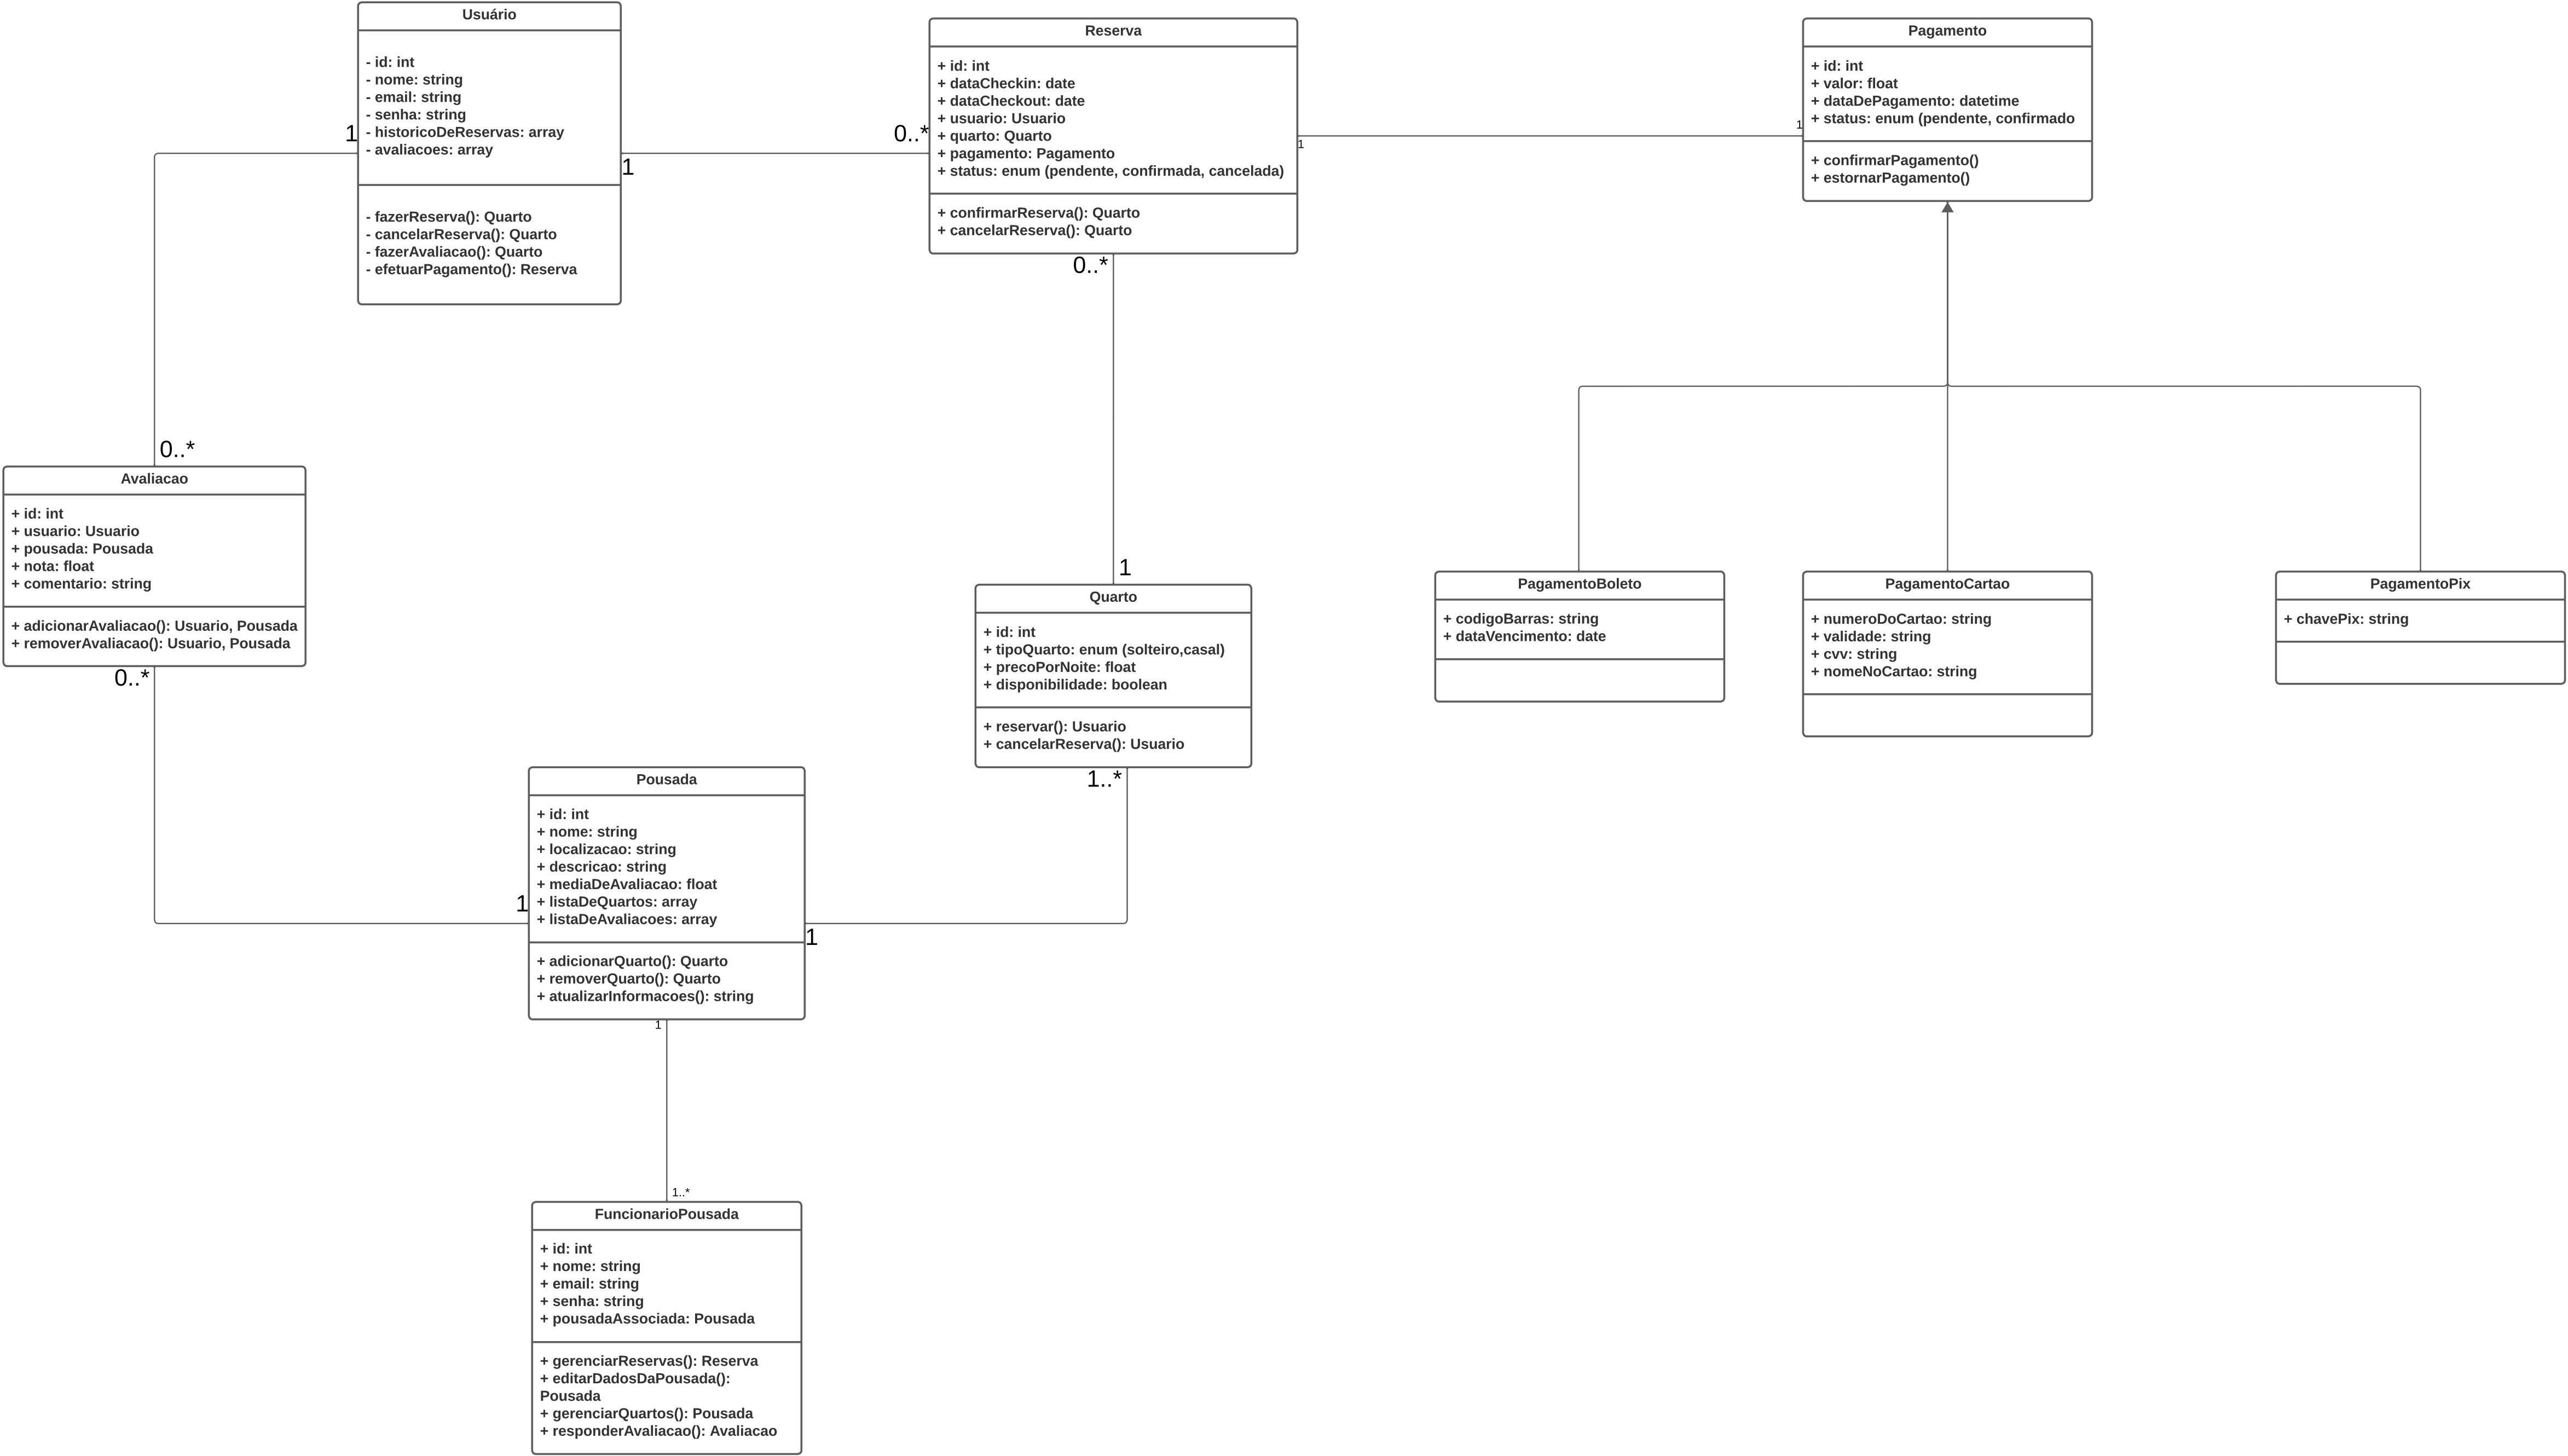 Usuário
- id: int
- nome: string
- email: string
- senha: string
- historicoDeReservas: array
- avaliacoes: array
- fazerReserva(): Quarto
- cancelarReserva(): Quarto
- fazerAvaliacao(): Quarto
- efetuarPagamento(): Reserva
1
1
0..*
Reserva
+ id: int
+ dataCheckin: date
+ dataCheckout: date
+ usuario: Usuario
+ quarto: Quarto
+ pagamento: Pagamento
+ status: enum (pendente, confirmada, cancelada)
+ confirmarReserva(): Quarto
+ cancelarReserva(): Quarto
0..*
1
1
Pagamento
+ id: int
+ valor: float
+ dataDePagamento: datetime
+ status: enum (pendente, confirmado
+ confirmarPagamento()
+ estornarPagamento()
0..*
Avaliacao
+ id: int
+ usuario: Usuario
+ pousada: Pousada
+ nota: float
+ comentario: string
+ adicionarAvaliacao(): Usuario, Pousada
+ removerAvaliacao(): Usuario, Pousada
0..*
1
Quarto
+ id: int
+ tipoQuarto: enum (solteiro,casal)
+ precoPorNoite: float
+ disponibilidade: boolean
+ reservar(): Usuario
+ cancelarReserva(): Usuario
1..*
PagamentoBoleto
+ codigoBarras: string
+ dataVencimento: date
PagamentoCartao
+ numeroDoCartao: string
+ validade: string
+ cvv: string
+ nomeNoCartao: string
PagamentoPix
+ chavePix: string
Pousada
+ id: int
+ nome: string
+ localizacao: string
+ descricao: string
+ mediaDeAvaliacao: float
+ listaDeQuartos: array
+ listaDeAvaliacoes: array
+ adicionarQuarto(): Quarto
+ removerQuarto(): Quarto
+ atualizarInformacoes(): string
1
1
1
1..*
FuncionarioPousada
+ id: int
+ nome: string
+ email: string
+ senha: string
+ pousadaAssociada: Pousada
+ gerenciarReservas(): Reserva
+ editarDadosDaPousada():
Pousada
+ gerenciarQuartos(): Pousada
+ responderAvaliacao(): Avaliacao